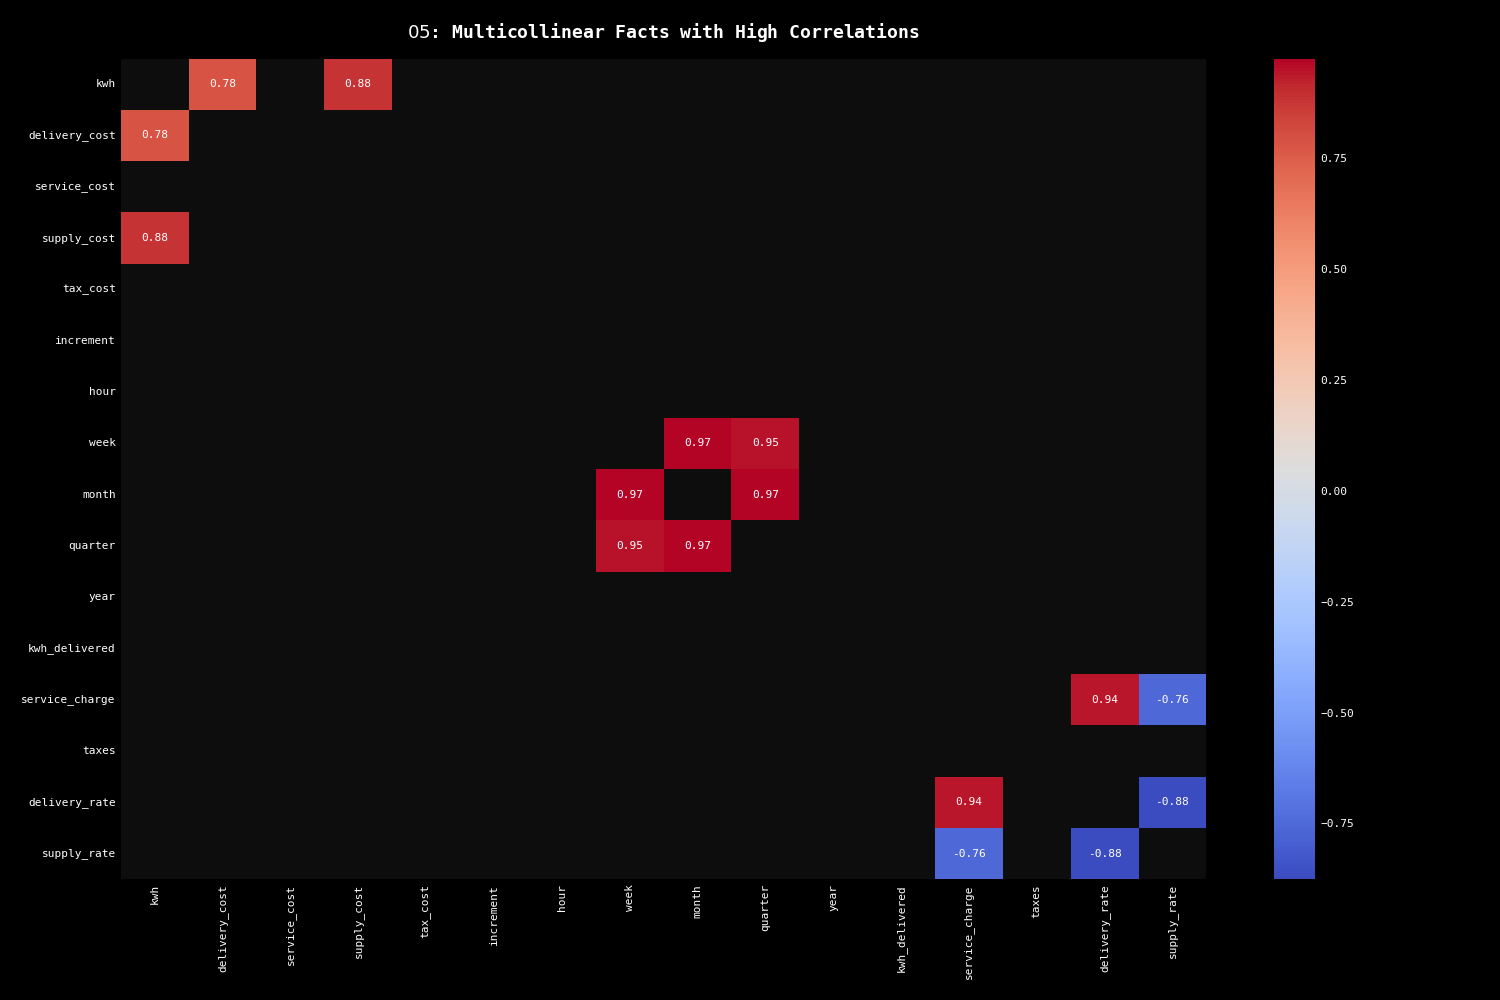 O5: Multicollinear Facts with High Correlations
kwh 0.78 0.88
delivery_cost 0.78
service_cost
supply_cost 0.88
tax_cost
increment
hour
week 0.97 0.95
month 0.97 0.97
quarter 0.95 0.97
year
kwh_delivered
service_charge 0.94 -0.76
taxes
delivery_rate 0.94 -0.88
supply_rate -0.76 -0.88
kwh delivery_cost service_cost supply_cost tax_cost increment hour week month quarter year kwh_delivered service_charge taxes delivery_rate supply_rate
0.75
0.50
0.25
0.00
−0.25
−0.50
−0.75